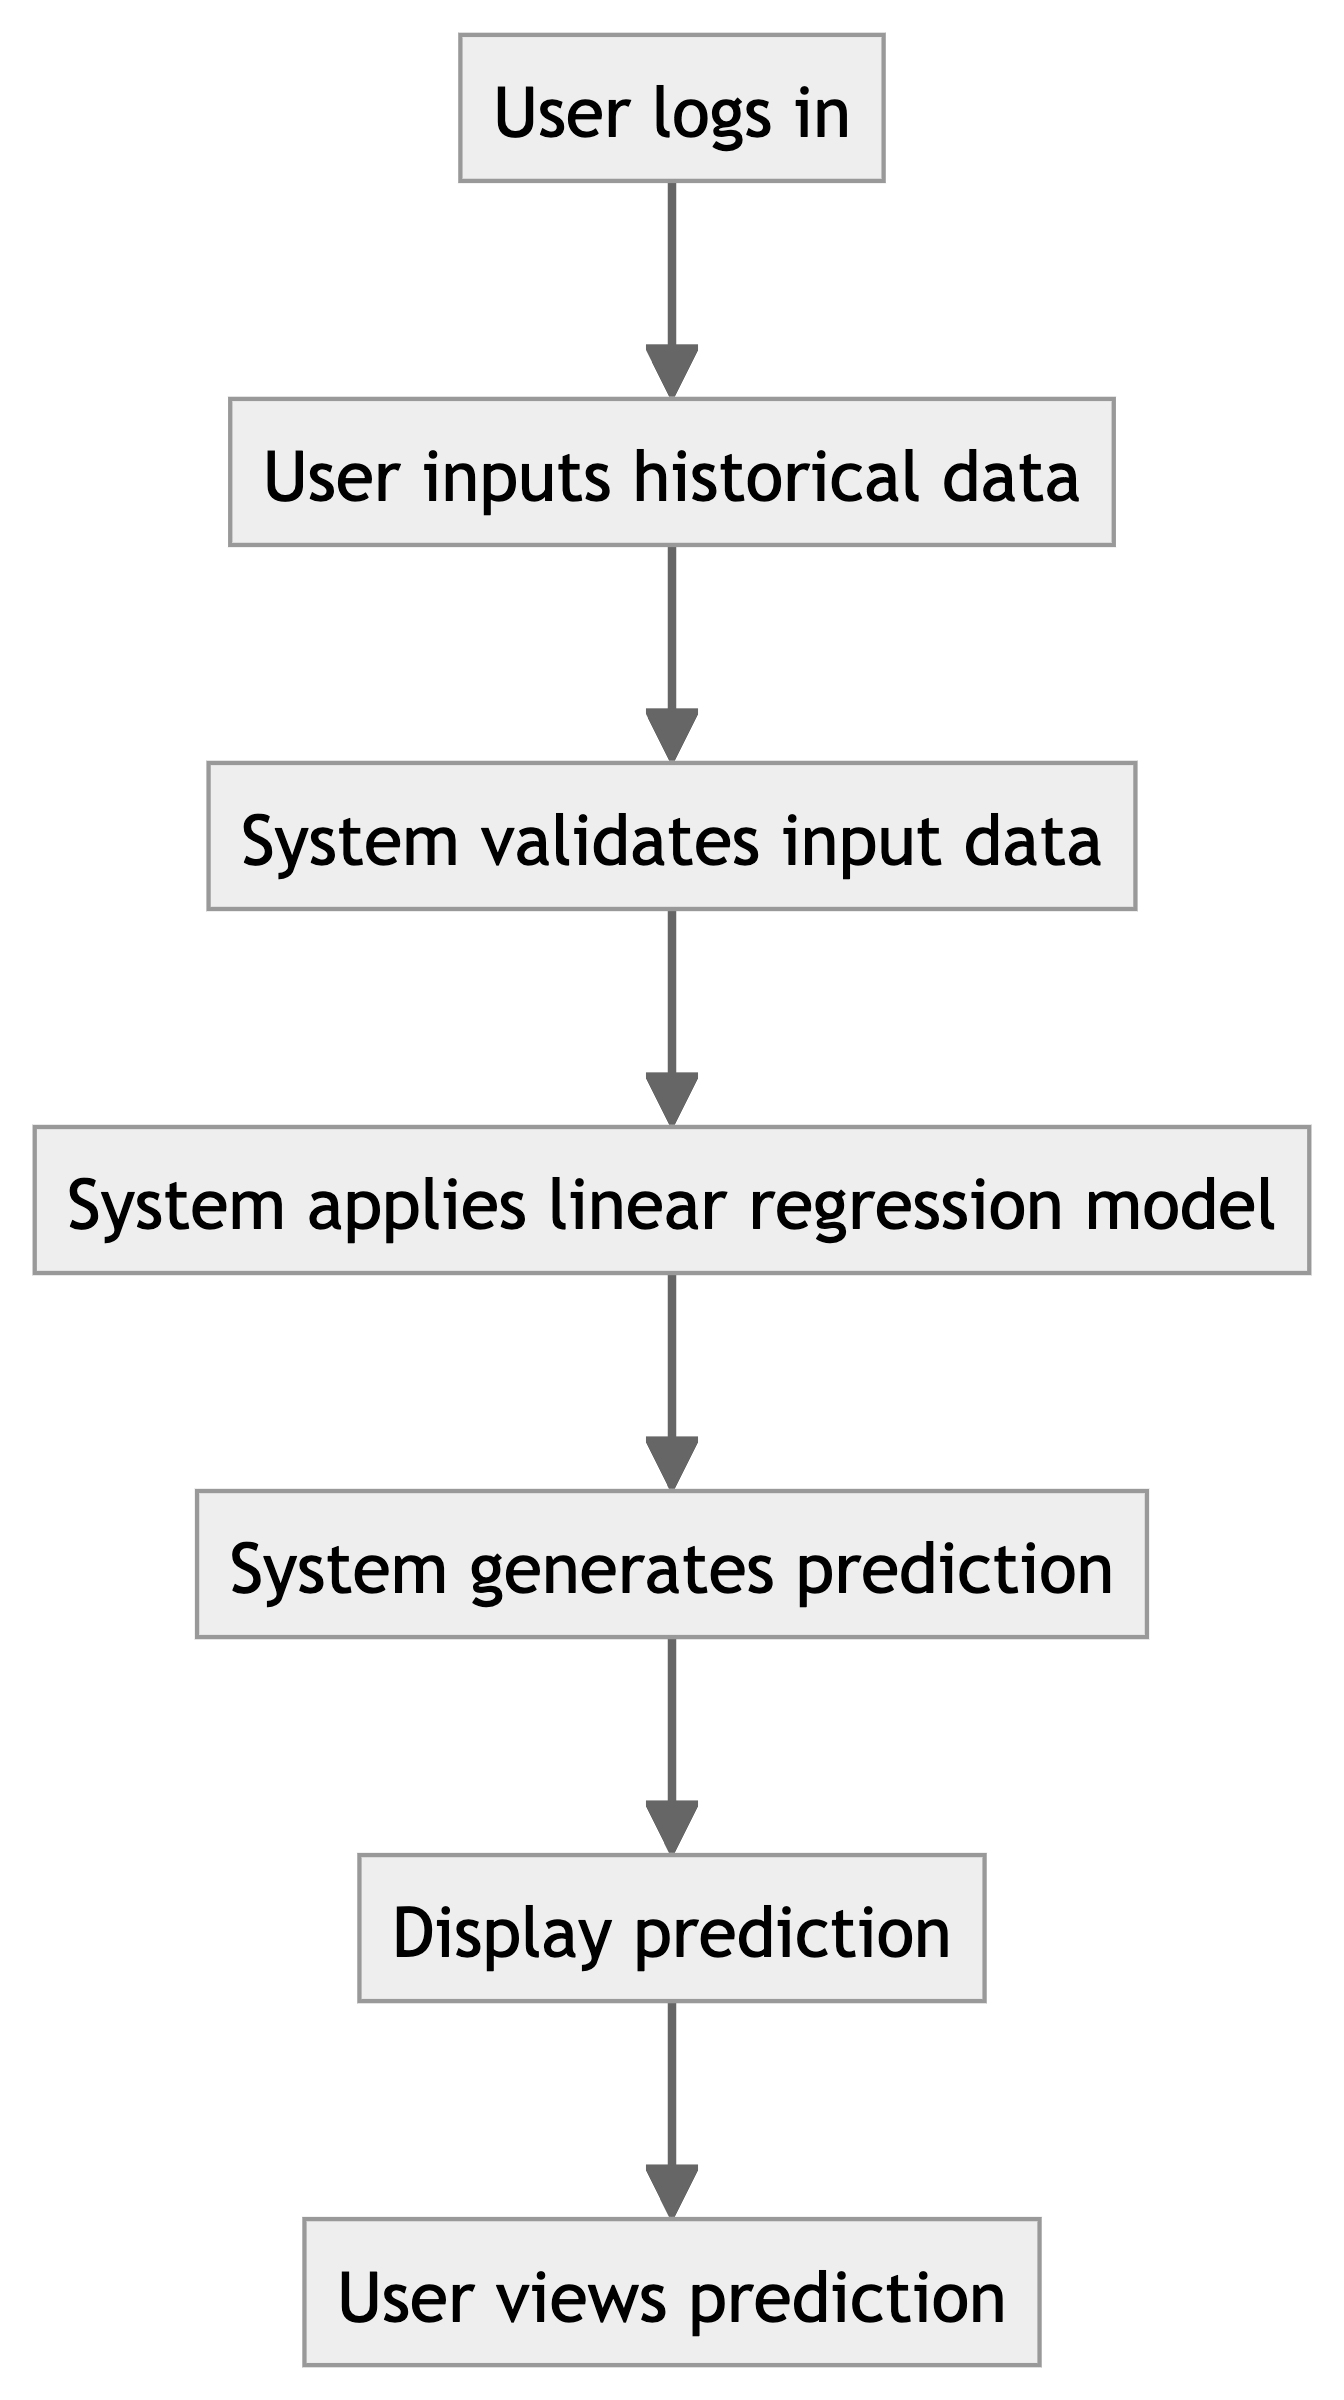 User logs in
User inputs historical data
System validates input data
System applies linear regression model
System generates prediction
Display prediction
User views prediction